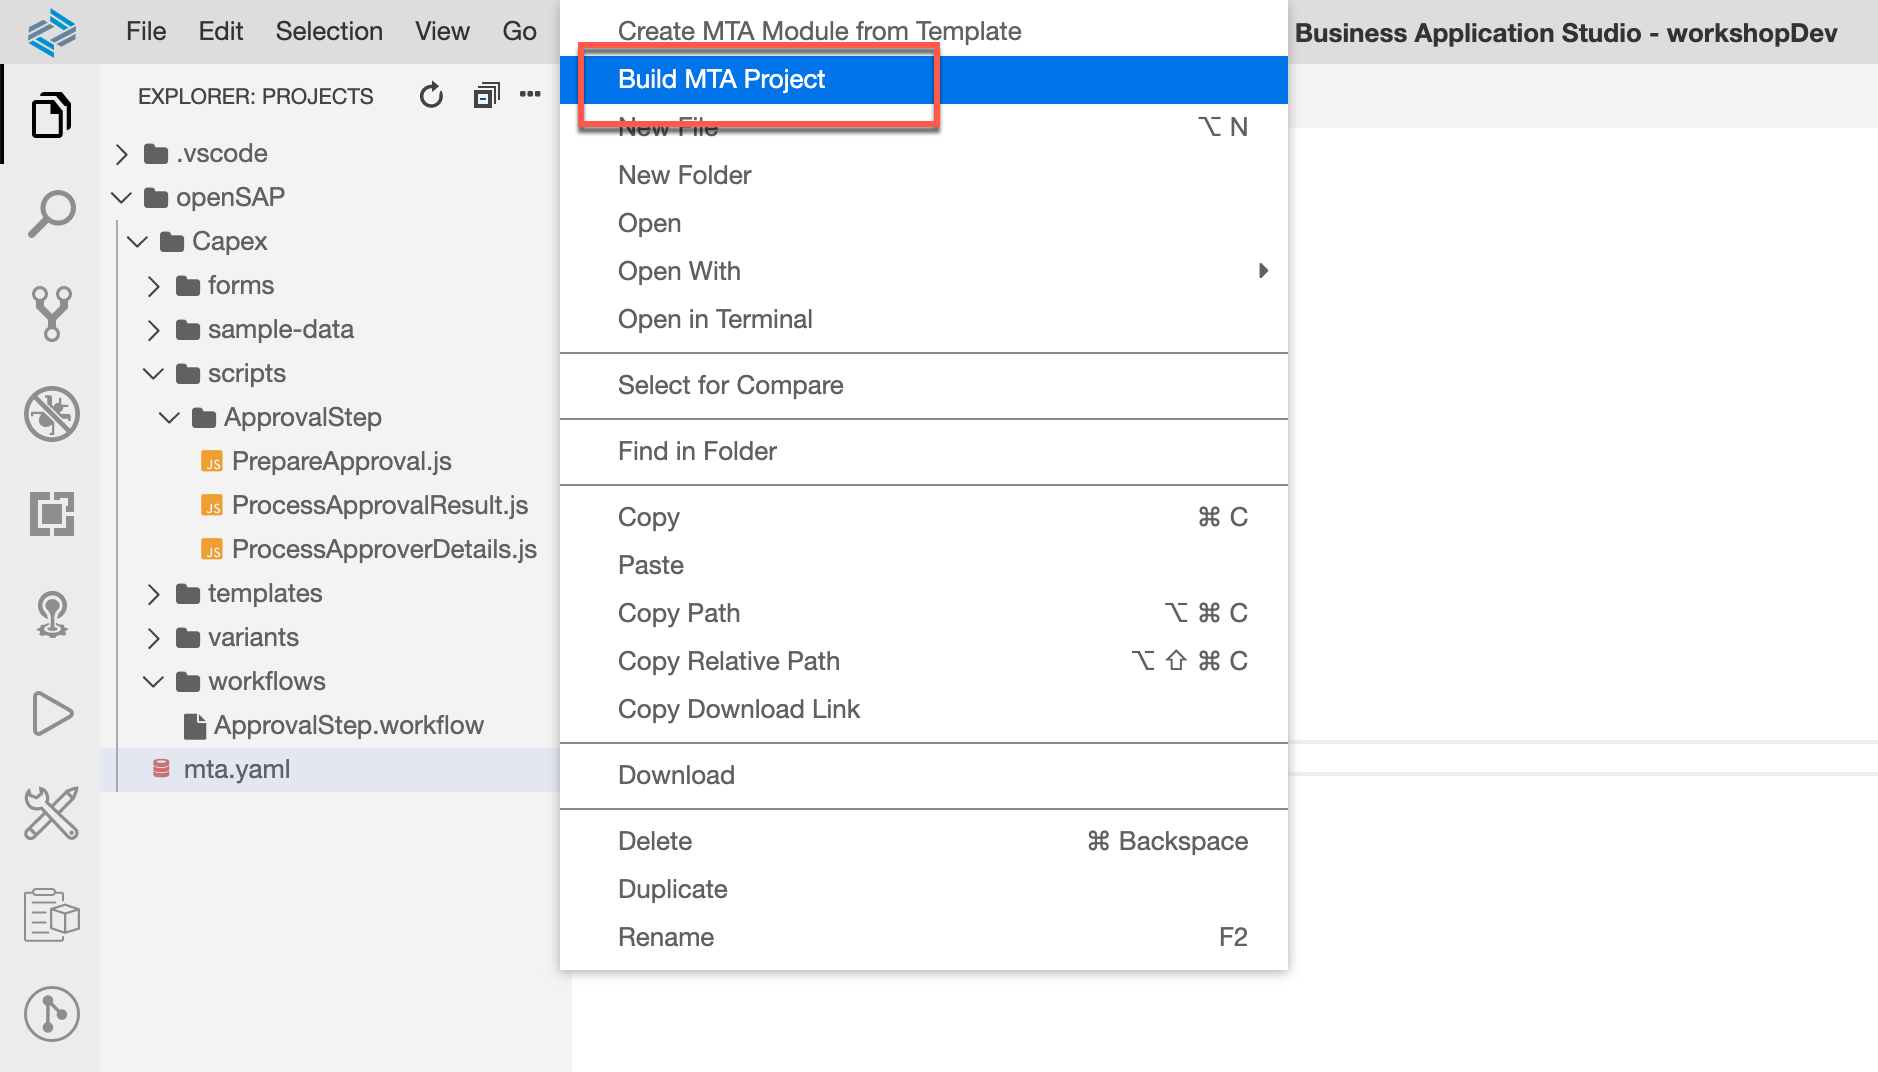 File Edit Selection View Go
Business Application Studio - workshopDev
EXPLORER: PROJECTS
.vscode
openSAP
Capex
forms
sample-data
scripts
ApprovalStep
JS PrepareApproval.js
JS ProcessApprovalResult.js
JS ProcessApproverDetails.js
templates
variants
workflows
ApprovalStep.workflow
mta.yaml
Create MTA Module from Template
Build MTA Project
New File ⌥ N
New Folder
Open
Open With
Open in Terminal
Select for Compare
Find in Folder
Copy ⌘ C
Paste
Copy Path ⌥ ⌘ C
Copy Relative Path ⌥ ⇧ ⌘ C
Copy Download Link
Download
Delete ⌘ Backspace
Duplicate
Rename F2